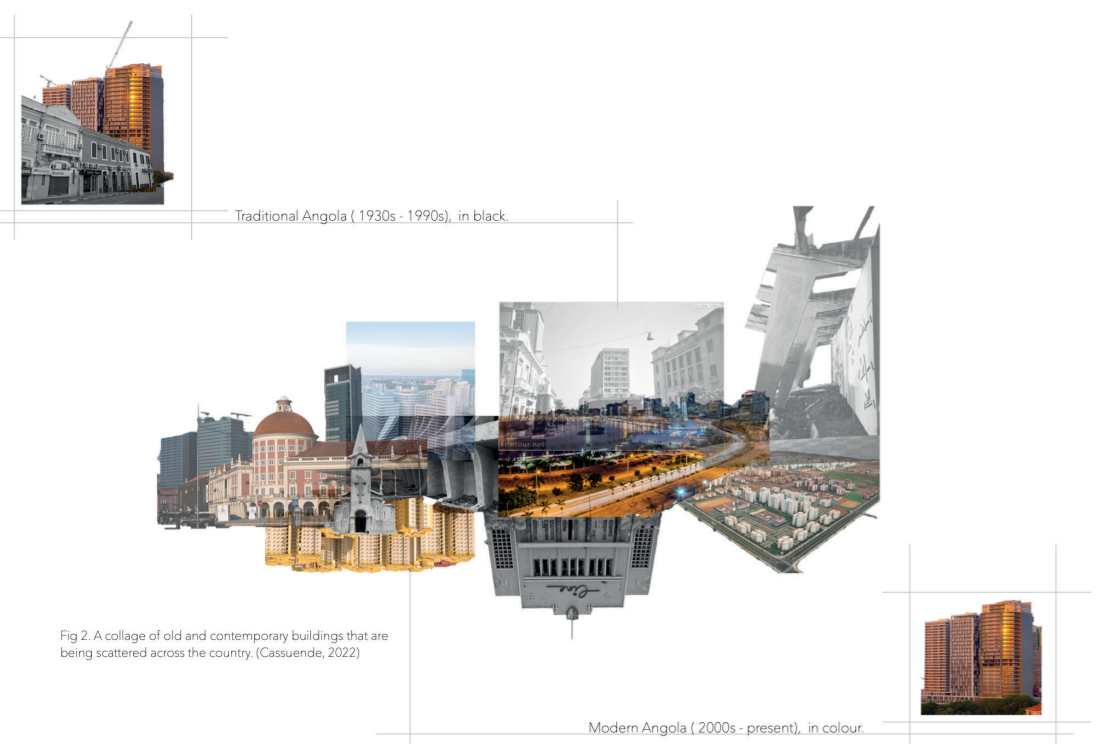 Traditional Angola ( 1930s - 1990s),  in black.
Fig 2. A collage of old and contemporary buildings that are
being scattered across the country. (Cassuende, 2022)
Modern Angola ( 2000s - present),  in colour.